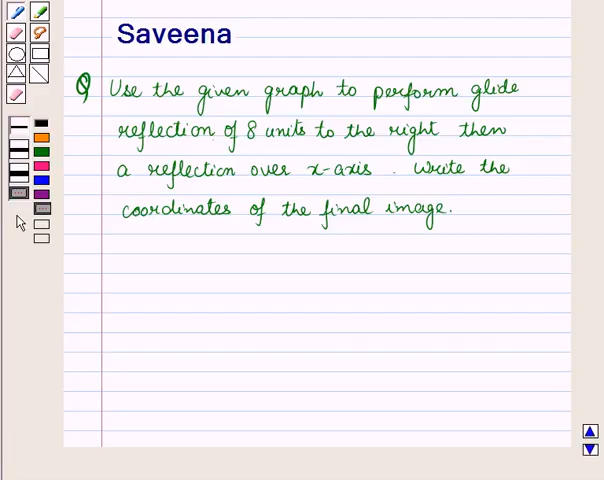 Saveena
Q Use the given graph to perform glide
reflection of 8 units to the right then
a reflection over x-axis. Write the
coordinates of the final image.